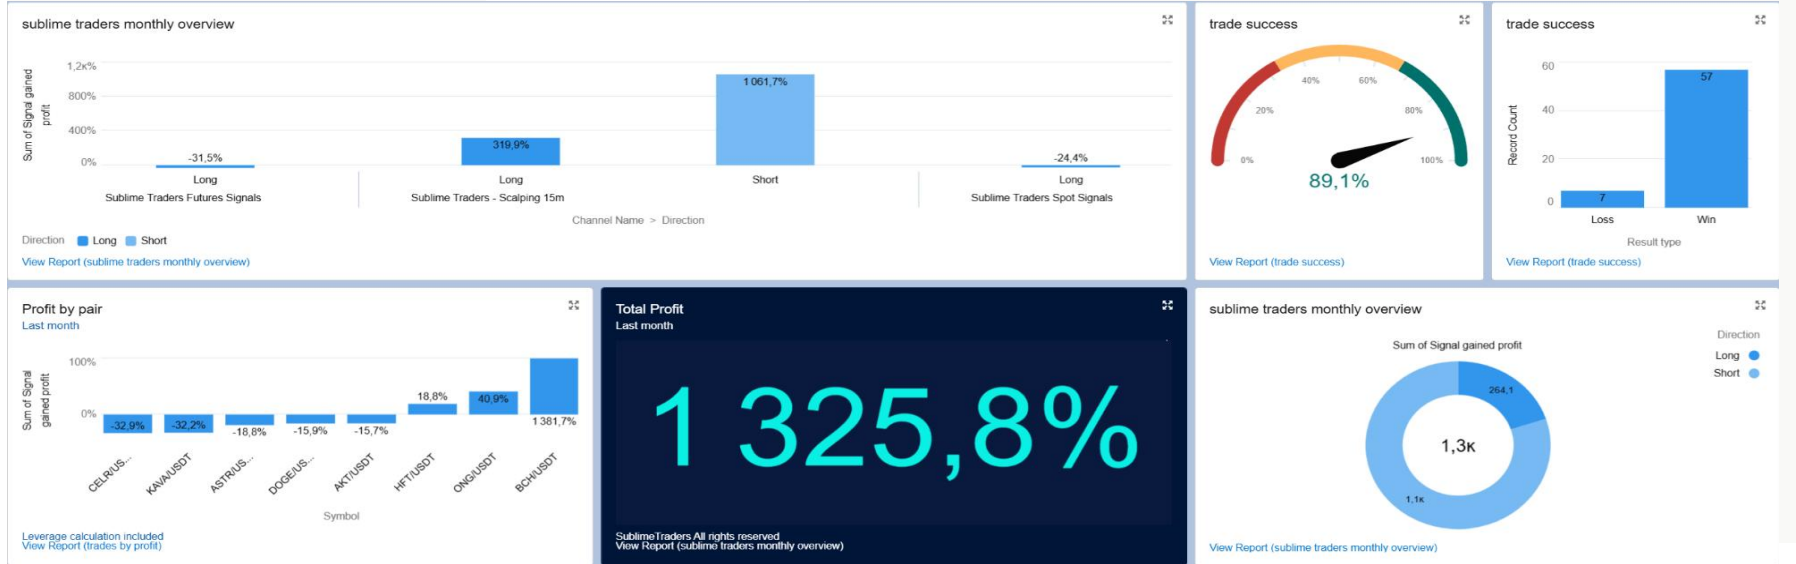 sublime traders monthly overview
Sum of Signal gained
profit
1,2к%
800%
400%
0%
-31,5%
319,9%
1 061,7%
-24,4%
Long
Long
Short
Long
Sublime Traders Futures Signals
Sublime Traders - Scalping 15m
Sublime Traders Spot Signals
Channel Name > Direction
Direction
Long
Short
View Report (sublime traders monthly overview)
trade success
0%
20%
40%
60%
80%
100%
89,1%
View Report (trade success)
trade success
Record Count
60
40
20
0
7
57
Loss
Win
Result type
View Report (trade success)
Profit by pair
Last month
Sum of Signal
gained profit
100%
0%
-32,9%
-32,2%
-18,8%
-15,9%
-15,7%
18,8%
40,9%
1 381,7%
CELR/US...
KAVA/USDT
ASTR/US...
DOGE/US...
AKT/USDT
HFT/USDT
ONG/USDT
BCH/USDT
Symbol
Leverage calculation included
View Report (trades by profit)
Total Profit
Last month
1 325,8%
SublimeTraders All rights reserved
View Report (sublime traders monthly overview)
sublime traders monthly overview
Direction
Long
Short
Sum of Signal gained profit
264,1
1,3к
1,1к
View Report (sublime traders monthly overview)